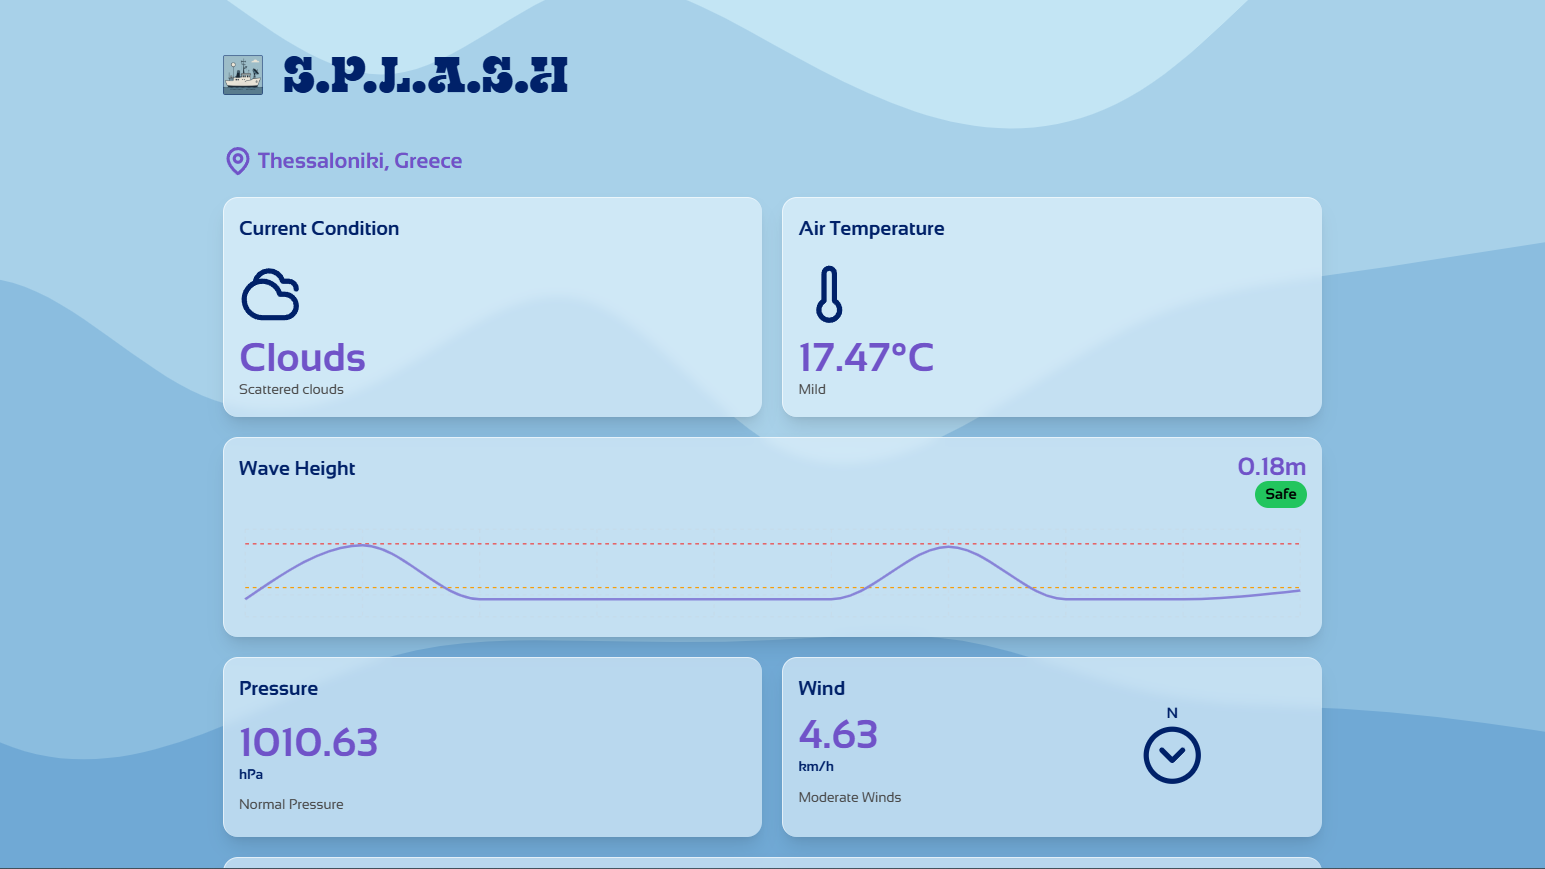 S.P.L.A.S.H
Thessaloniki, Greece
Current Condition
Clouds
Scattered clouds
Air Temperature
17.47°C
Mild
Wave Height
0.18m
Safe
Pressure
1010.63
hPa
Normal Pressure
Wind
4.63
km/h
Moderate Winds
N